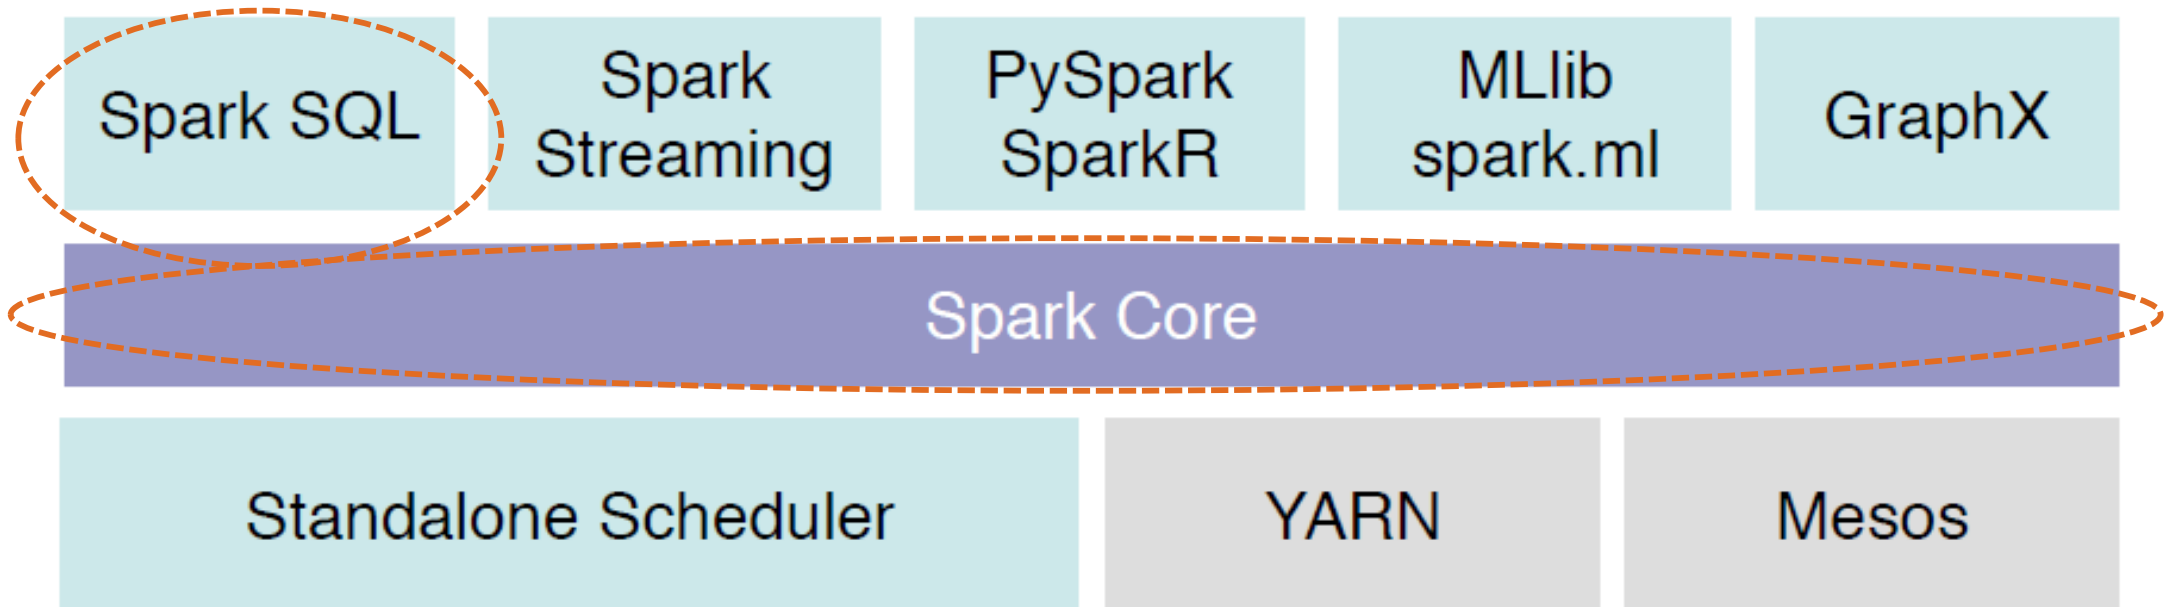 Spark SQL
Spark
Streaming
PySpark
SparkR
MLlib
spark.ml
GraphX
Spark Core
Standalone Scheduler
YARN
Mesos